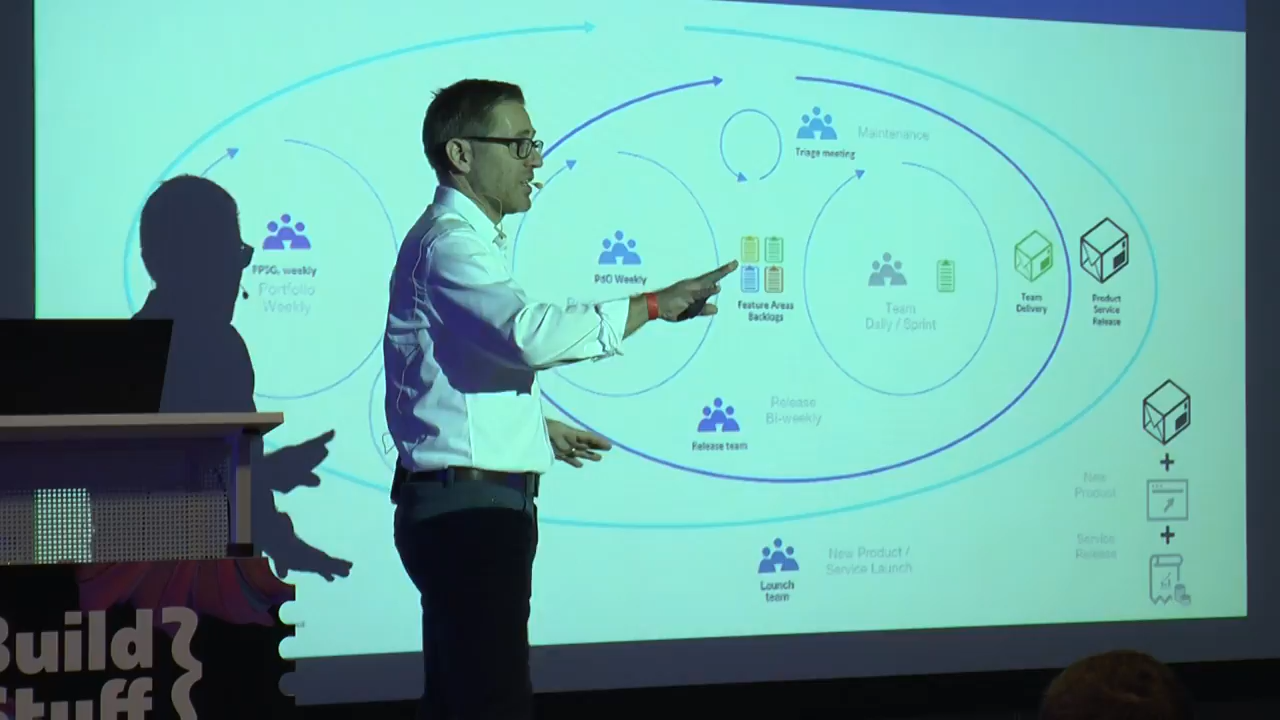 Maintenance
Triage meeting
PPSG, weekly
Portfolio
Weekly
PdO Weekly
Feature Areas
Backlogs
Team
Daily / Sprint
Team
Delivery
Product
Service
Release
Release
Bi-weekly
Release team
New
Product
Service
Release
New Product /
Service Launch
Launch
team
Build
Stuff